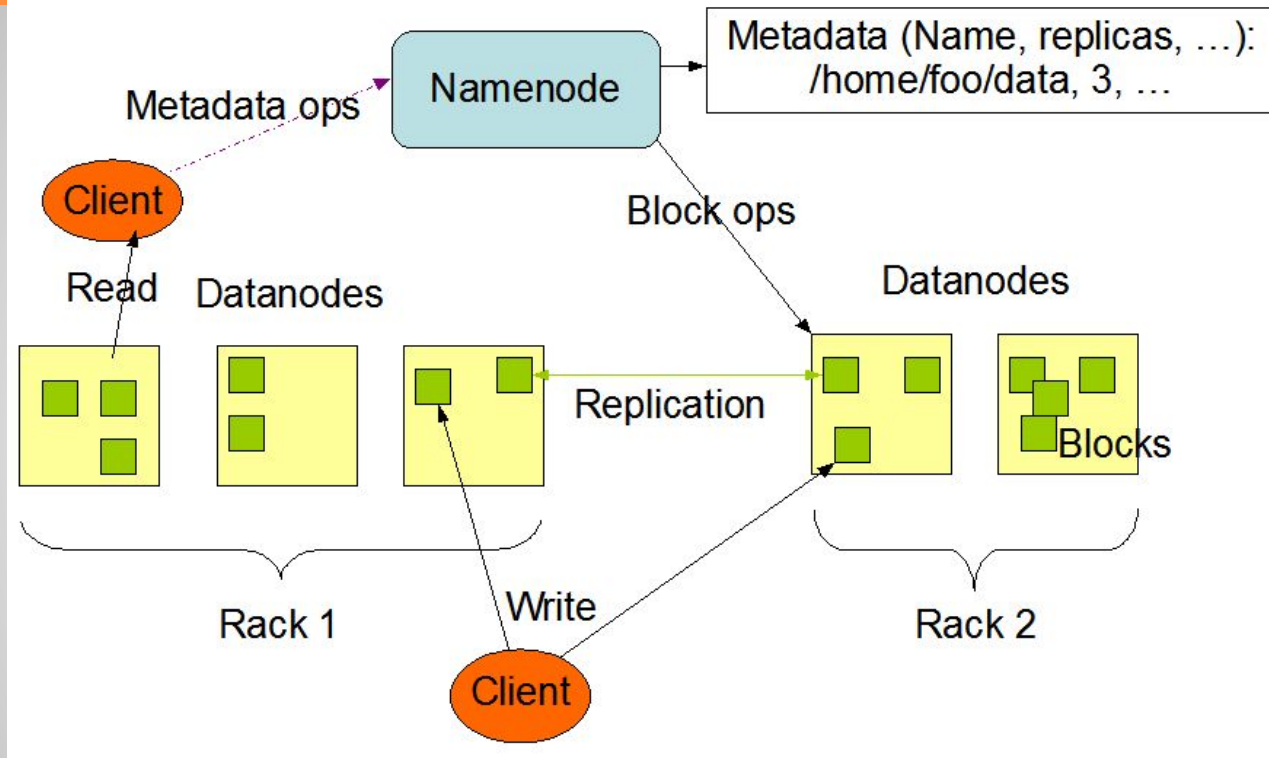 Metadata (Name, replicas, …):
/home/foo/data, 3, …
Namenode
Metadata ops
Client
Block ops
Read
Datanodes
Datanodes
Replication
Blocks
Rack 1
Write
Rack 2
Client